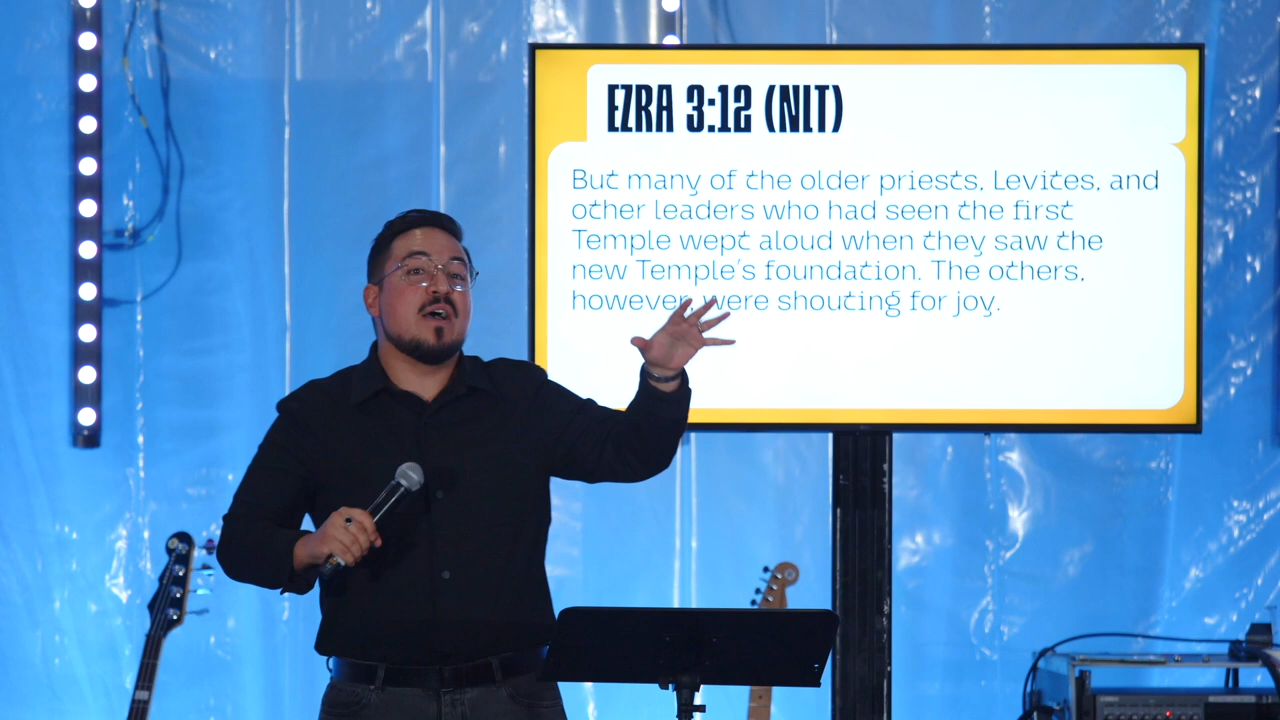 EZRA 3:12 (NLT)
But many of the older priests, Levites, and
other leaders who had seen the first
Temple wept aloud when they saw the
new Temple's foundation. The others,
however, were shouting for joy.